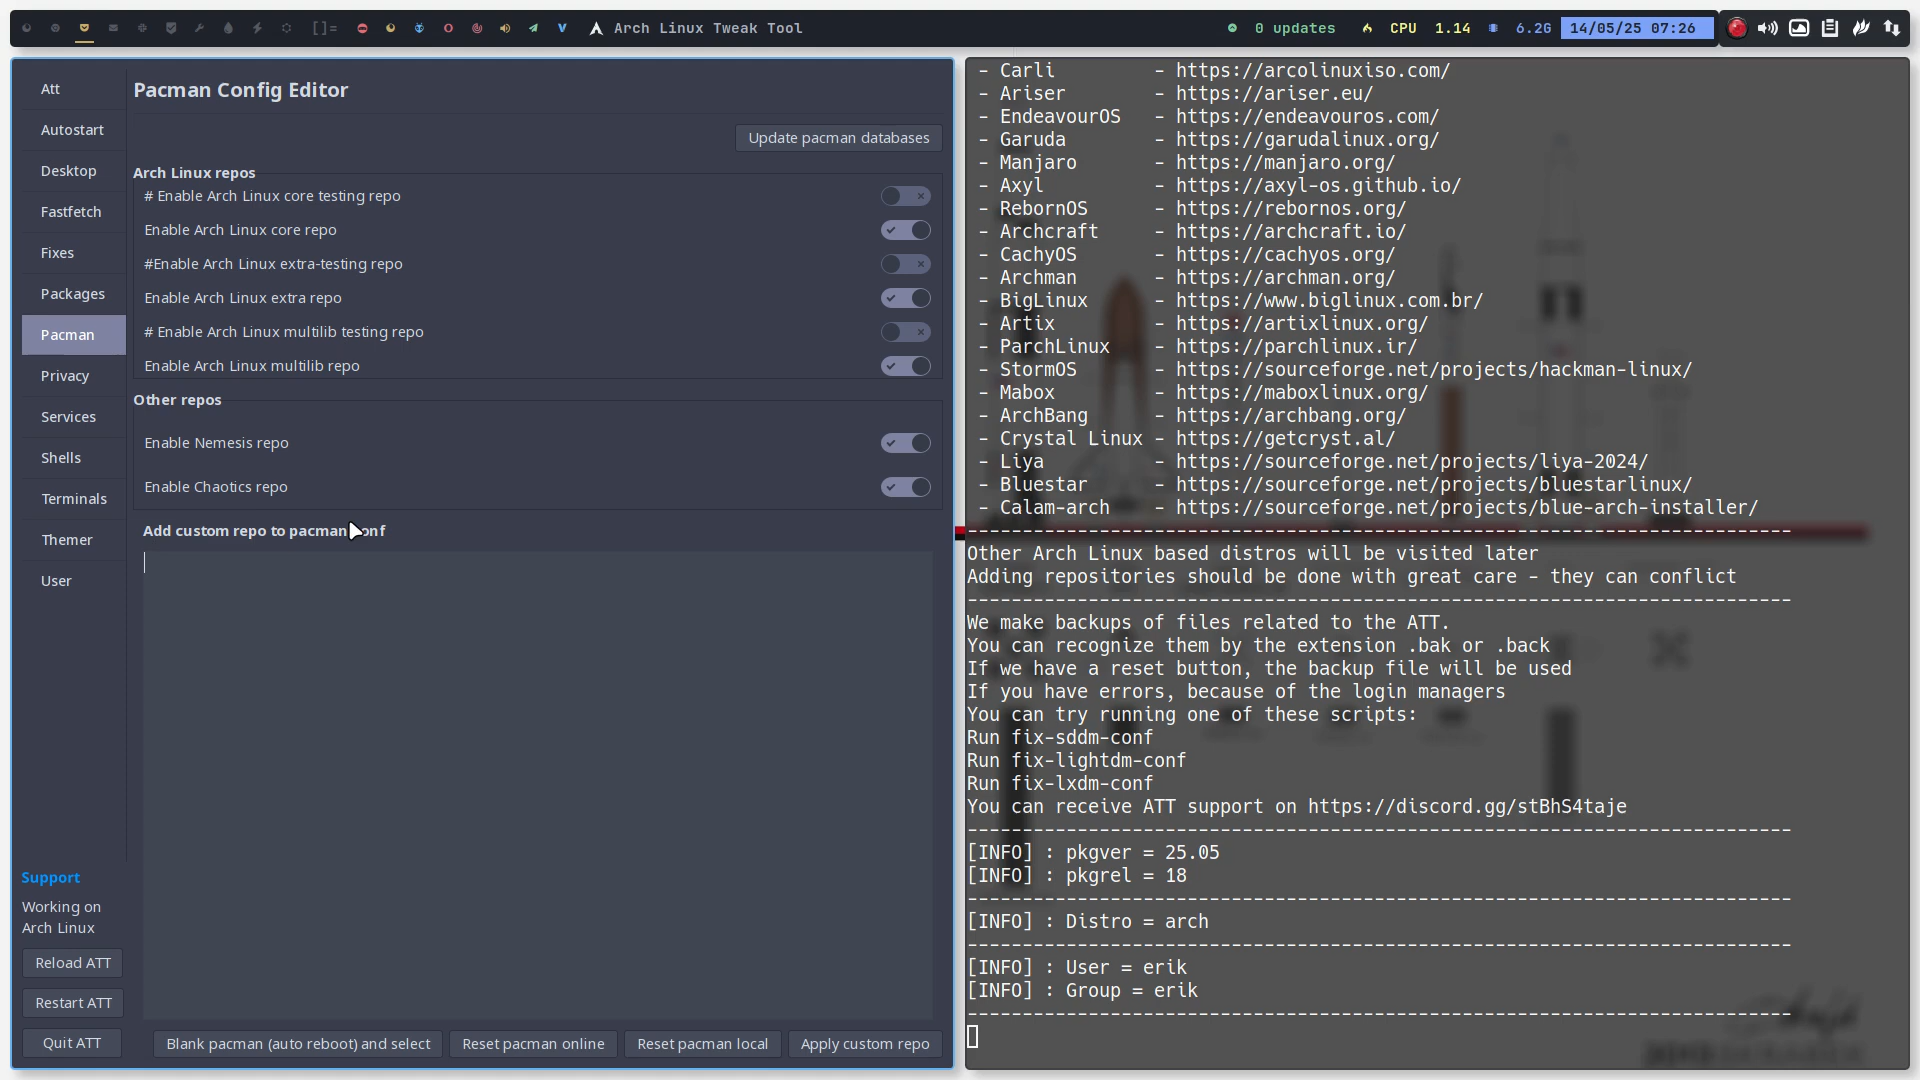 []=
Arch Linux Tweak Tool
0 updates
CPU 1.14
6.2G
14/05/25 07:26
Att
Autostart
Desktop
Fastfetch
Fixes
Packages
Pacman
Privacy
Services
Shells
Terminals
Themer
User
Support
Working on
Arch Linux
Reload ATT
Restart ATT
Quit ATT
Pacman Config Editor
Update pacman databases
Arch Linux repos
# Enable Arch Linux core testing repo
Enable Arch Linux core repo
#Enable Arch Linux extra-testing repo
Enable Arch Linux extra repo
# Enable Arch Linux multilib testing repo
Enable Arch Linux multilib repo
Other repos
Enable Nemesis repo
Enable Chaotics repo
Add custom repo to pacman.conf
Blank pacman (auto reboot) and select
Reset pacman online
Reset pacman local
Apply custom repo
- Carli - https://arcolinuxiso.com/
- Ariser - https://ariser.eu/
- EndeavourOS - https://endeavouros.com/
- Garuda - https://garudalinux.org/
- Manjaro - https://manjaro.org/
- Axyl - https://axyl-os.github.io/
- RebornOS - https://rebornos.org/
- Archcraft - https://archcraft.io/
- CachyOS - https://cachyos.org/
- Archman - https://archman.org/
- BigLinux - https://www.biglinux.com.br/
- Artix - https://artixlinux.org/
- ParchLinux - https://parchlinux.ir/
- StormOS - https://sourceforge.net/projects/hackman-linux/
- Mabox - https://maboxlinux.org/
- ArchBang - https://archbang.org/
- Crystal Linux - https://getcryst.al/
- Liya - https://sourceforge.net/projects/liya-2024/
- Bluestar - https://sourceforge.net/projects/bluestarlinux/
- Calam-arch - https://sourceforge.net/projects/blue-arch-installer/
---------------------------------------------------------------------------
Other Arch Linux based distros will be visited later
Adding repositories should be done with great care - they can conflict
---------------------------------------------------------------------------
We make backups of files related to the ATT.
You can recognize them by the extension .bak or .back
If we have a reset button, the backup file will be used
If you have errors, because of the login managers
You can try running one of these scripts:
Run fix-sddm-conf
Run fix-lightdm-conf
Run fix-lxdm-conf
You can receive ATT support on https://discord.gg/stBhS4taje
---------------------------------------------------------------------------
[INFO] : pkgver = 25.05
[INFO] : pkgrel = 18
---------------------------------------------------------------------------
[INFO] : Distro = arch
---------------------------------------------------------------------------
[INFO] : User = erik
[INFO] : Group = erik
---------------------------------------------------------------------------